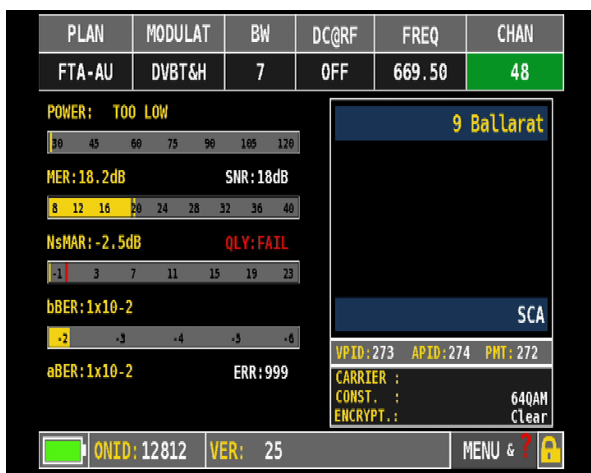 PLAN MODULAT BW DC@RF FREQ CHAN
FTA-AU DVBT&H 7 OFF 669.50 48
POWER: TOO LOW
30 45 60 75 90 105 120
MER:18.2dB SNR:18dB
8 12 16 20 24 28 32 36 40
NsMAR:-2.5dB QLY:FAIL
-1 3 7 11 15 19 23
bBER:1x10-2
-2 -3 -4 -5 -6
aBER:1x10-2 ERR:999
9 Ballarat
SCA
VPID:273 APID:274 PMT:272
CARRIER :
CONST. : 64QAM
ENCRYPT.: Clear
ONID:12812 VER: 25 MENU & ?